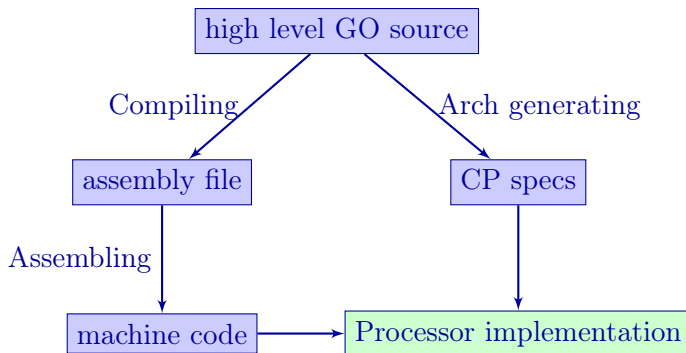 high level GO source
Compiling
Arch generating
assembly file
CP specs
Assembling
machine code
Processor implementation